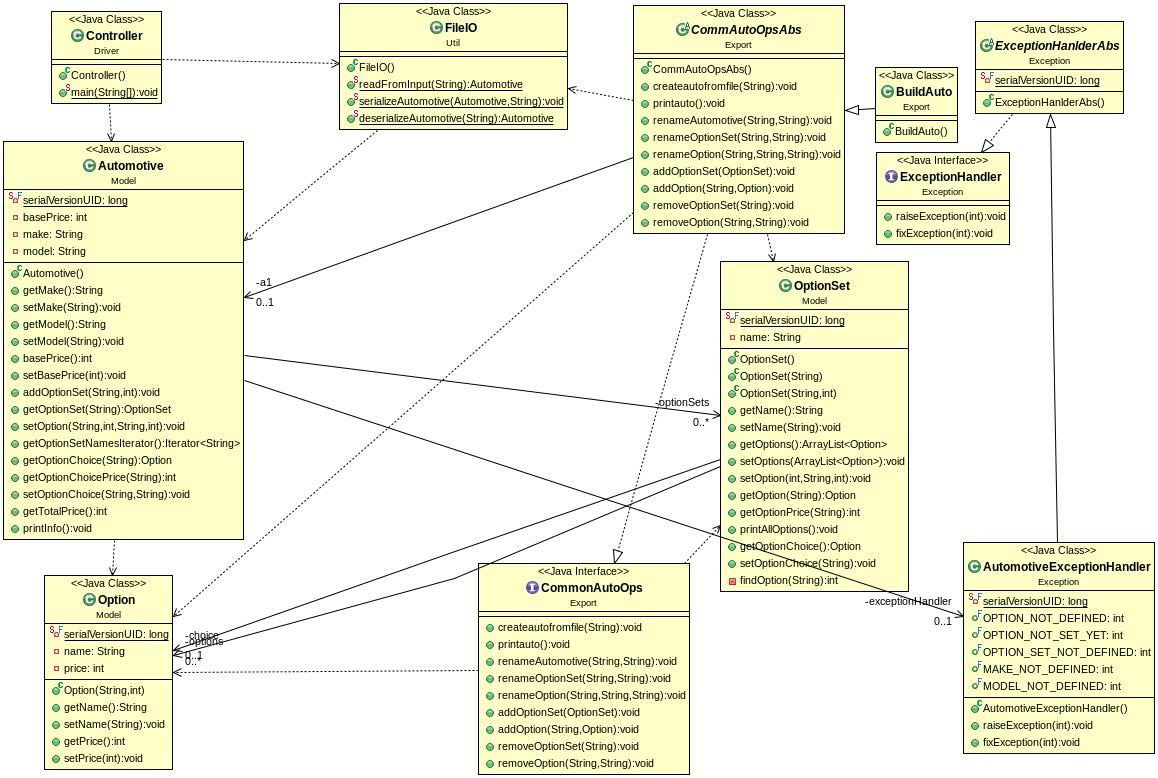 <<Java Class>>
Controller
Driver
Controller()
main(String[]):void
<<Java Class>>
FileIO
Util
FileIO()
readFromInput(String):Automotive
serializeAutomotive(Automotive,String):void
deserializeAutomotive(String):Automotive
<<Java Class>>
CommAutoOpsAbs
Export
CommAutoOpsAbs()
createautofromfile(String):void
printauto():void
renameAutomotive(String,String):void
renameOptionSet(String,String):void
renameOption(String,String,String):void
addOptionSet(OptionSet):void
addOption(String,Option):void
removeOptionSet(String):void
removeOption(String,String):void
<<Java Class>>
BuildAuto
Export
BuildAuto()
<<Java Class>>
ExceptionHanlderAbs
Exception
serialVersionUID: long
ExceptionHanlderAbs()
<<Java Interface>>
ExceptionHandler
Exception
raiseException(int):void
fixException(int):void
<<Java Class>>
Automotive
Model
serialVersionUID: long
basePrice: int
make: String
model: String
Automotive()
getMake():String
setMake(String):void
getModel():String
setModel(String):void
basePrice():int
setBasePrice(int):void
addOptionSet(String,int):void
getOptionSet(String):OptionSet
setOption(String,int,String,int):void
getOptionSetNamesIterator():Iterator<String>
getOptionChoice(String):Option
getOptionChoicePrice(String):int
setOptionChoice(String,String):void
getTotalPrice():int
printInfo():void
-a1
0..1
<<Java Class>>
OptionSet
Model
serialVersionUID: long
name: String
OptionSet()
OptionSet(String)
OptionSet(String,int)
getName():String
setName(String):void
getOptions():ArrayList<Option>
setOptions(ArrayList<Option>):void
setOption(int,String,int):void
getOption(String):Option
getOptionPrice(String):int
printAllOptions():void
getOptionChoice():Option
setOptionChoice(String):void
findOption(String):int
-optionSets
0..*
<<Java Class>>
Option
Model
serialVersionUID: long
name: String
price: int
Option(String,int)
getName():String
setName(String):void
getPrice():int
setPrice(int):void
-choice
-options
0..1
0..*
<<Java Interface>>
CommonAutoOps
Export
createautofromfile(String):void
printauto():void
renameAutomotive(String,String):void
renameOptionSet(String,String):void
renameOption(String,String,String):void
addOptionSet(OptionSet):void
addOption(String,Option):void
removeOptionSet(String):void
removeOption(String,String):void
-exceptionHandler
0..1
<<Java Class>>
AutomotiveExceptionHandler
Exception
serialVersionUID: long
OPTION_NOT_DEFINED: int
OPTION_NOT_SET_YET: int
OPTION_SET_NOT_DEFINED: int
MAKE_NOT_DEFINED: int
MODEL_NOT_DEFINED: int
AutomotiveExceptionHandler()
raiseException(int):void
fixException(int):void